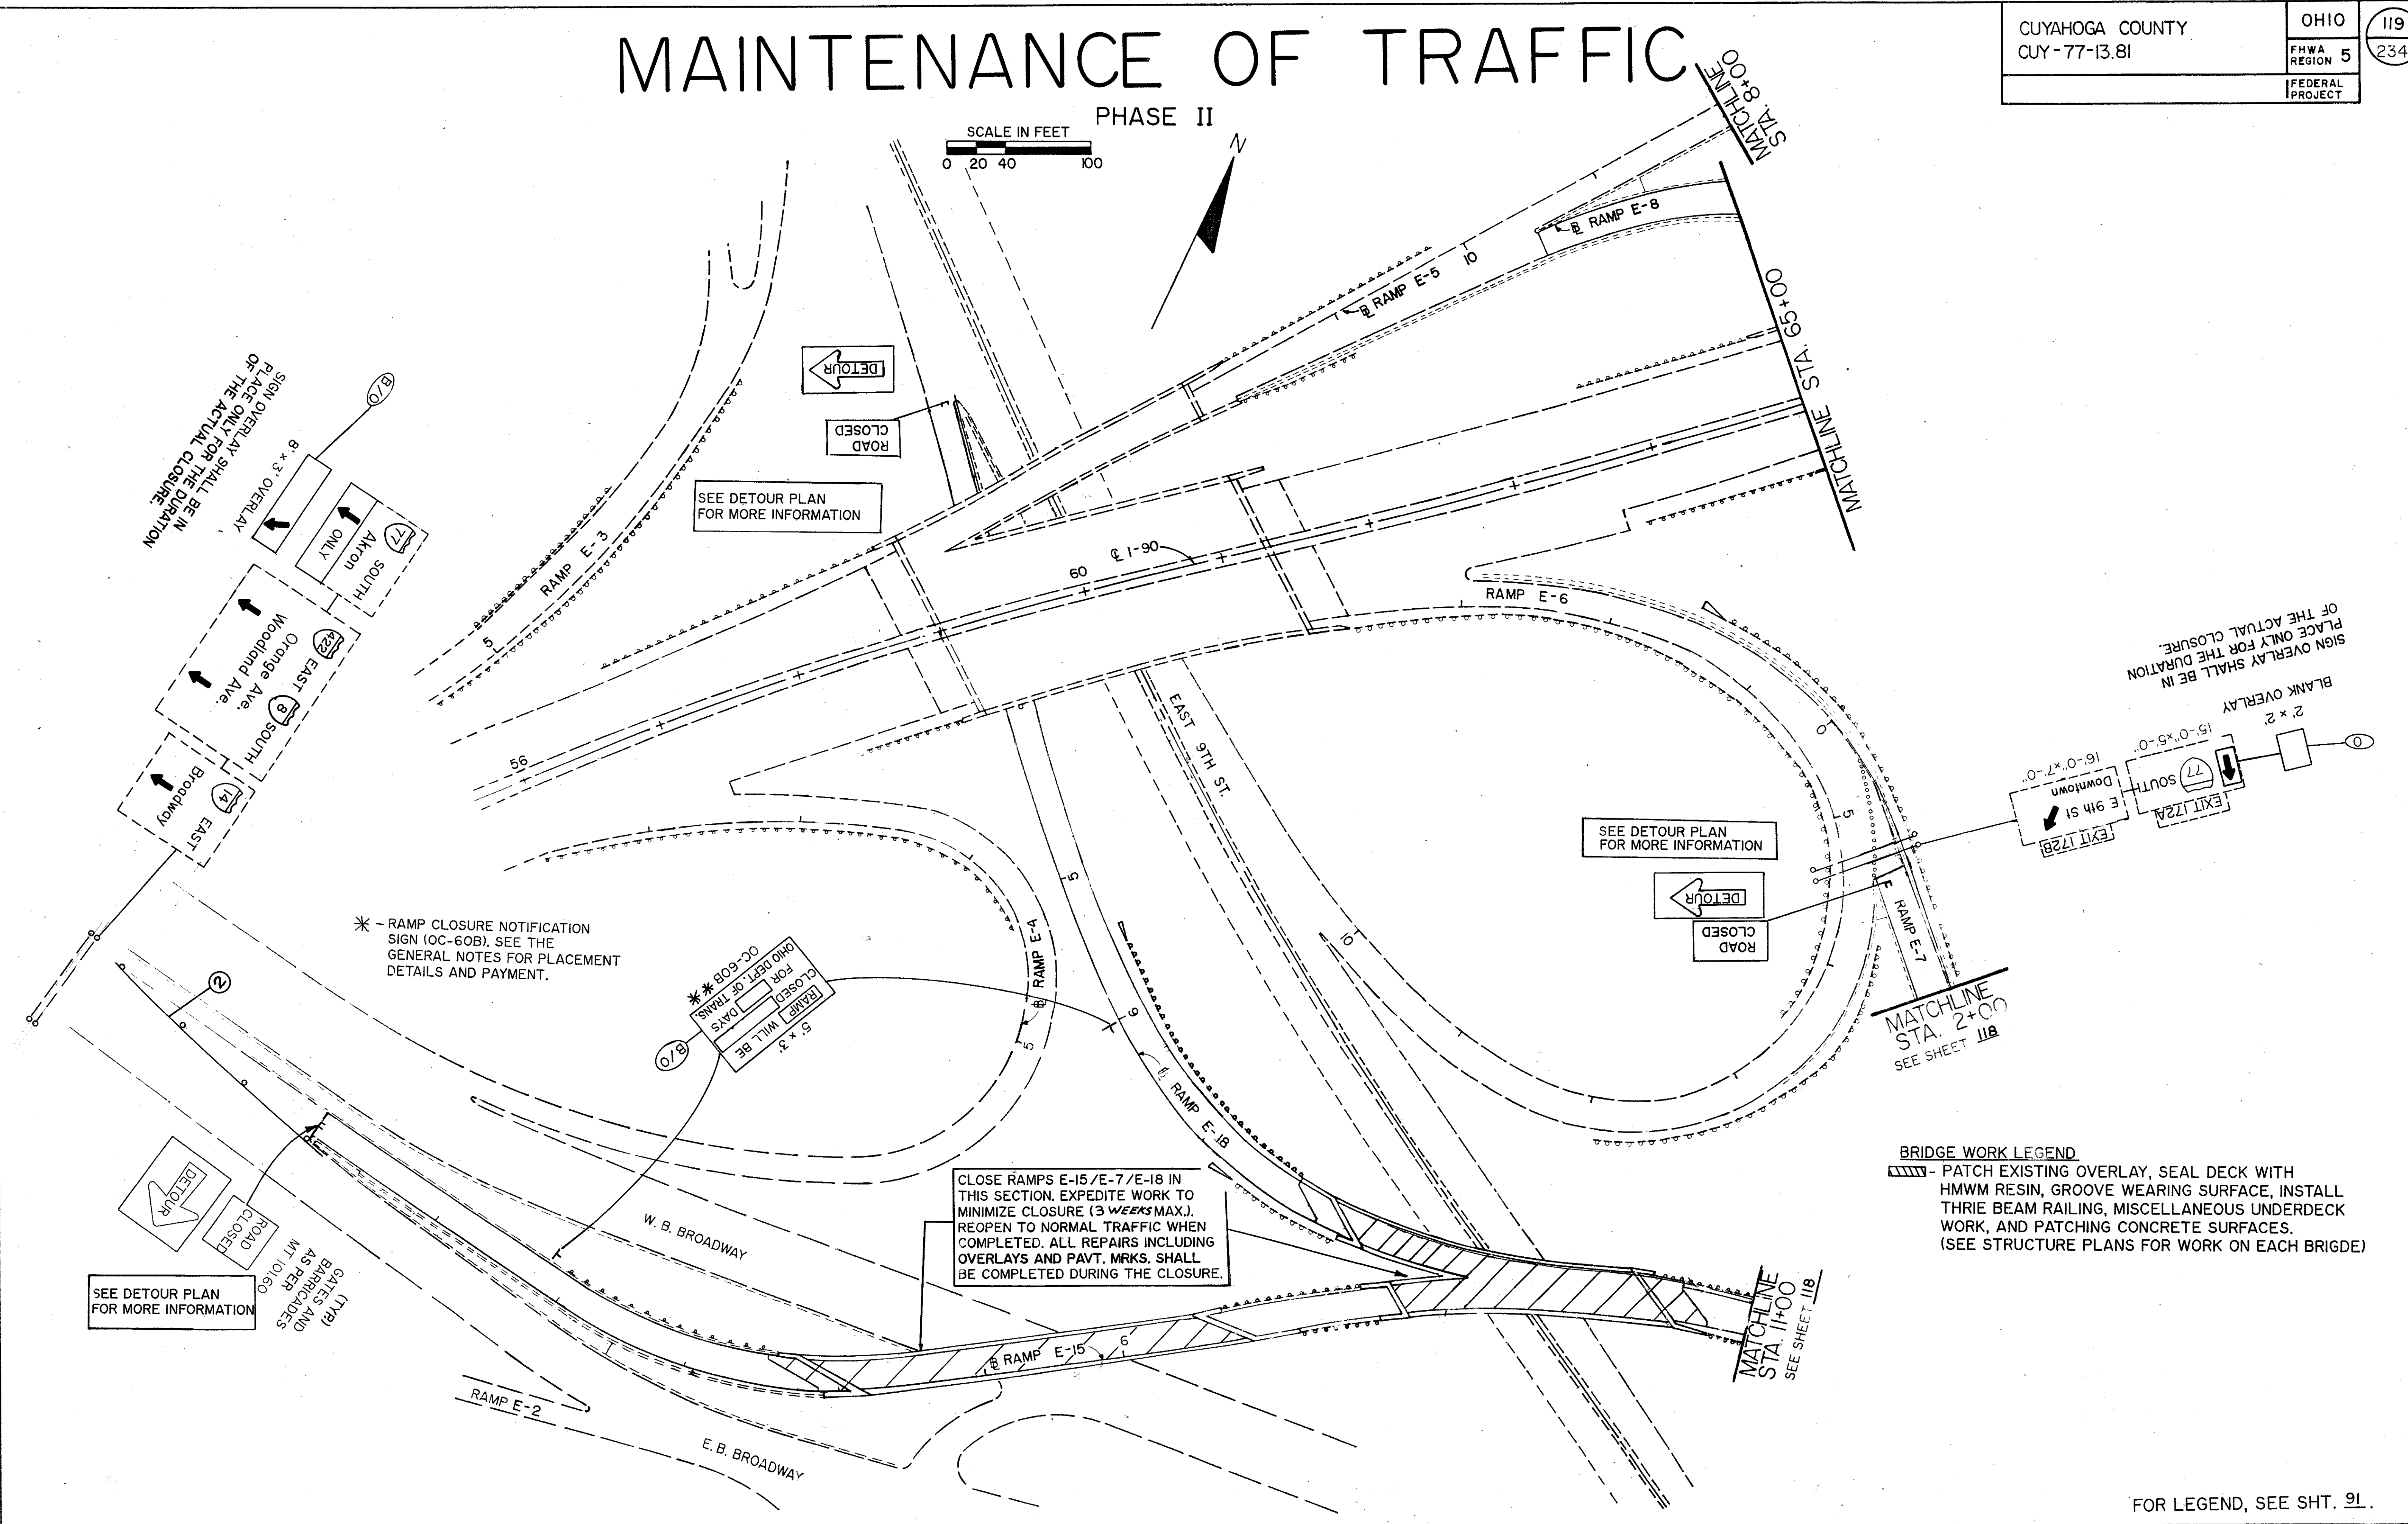 MAINTENANCE OF TRAFFIC
PHASE II
SCALE IN FEET
0 20 40 100
N
CUYAHOGA COUNTY
CUY-77-13.81
OHIO
FHWA
REGION 5
FEDERAL
PROJECT
119
234
MATCHLINE
STA. 8+00
℄ RAMP E-8
℄ RAMP E-5
10
MATCHLINE STA. 65+00
DETOUR
ROAD
CLOSED
SEE DETOUR PLAN
FOR MORE INFORMATION
SIGN OVERLAY SHALL BE IN
PLACE ONLY FOR THE DURATION
OF THE ACTUAL CLOSURE.
B/O
8' x 3' OVERLAY
77 SOUTH
Akron
ONLY
422 EAST 8 SOUTH
Orange Ave.
Woodland Ave.
14 EAST
Broadway
RAMP E-3
5
56
60
℄ I-90
RAMP E-6
6
5
EAST 9TH ST.
10
SIGN OVERLAY SHALL BE IN
PLACE ONLY FOR THE DURATION
OF THE ACTUAL CLOSURE.
2' x 2'
BLANK OVERLAY
O
15'-0"x5'-0"
77 SOUTH
EXIT 172A
16'-0"x7'-0"
E 9th St
Downtown
EXIT 172B
SEE DETOUR PLAN
FOR MORE INFORMATION
DETOUR
ROAD
CLOSED
RAMP E-7
MATCHLINE
STA. 2+00
SEE SHEET 118
* - RAMP CLOSURE NOTIFICATION
SIGN (OC-60B). SEE THE
GENERAL NOTES FOR PLACEMENT
DETAILS AND PAYMENT.
2
5' x 3'
RAMP WILL BE
CLOSED
FOR DAYS
OHIO DEPT. OF TRANS.
OC-60B **
B/O
℄ RAMP E-4
5
5
6
℄ RAMP E-18
CLOSE RAMPS E-15/E-7/E-18 IN
THIS SECTION. EXPEDITE WORK TO
MINIMIZE CLOSURE (3 WEEKS MAX.).
REOPEN TO NORMAL TRAFFIC WHEN
COMPLETED. ALL REPAIRS INCLUDING
OVERLAYS AND PAVT. MRKS. SHALL
BE COMPLETED DURING THE CLOSURE.
W. B. BROADWAY
DETOUR
ROAD
CLOSED
(TYP.)
GATES AND
BARRICADES
AS PER
MT 101.60
SEE DETOUR PLAN
FOR MORE INFORMATION
℄ RAMP E-15
6
RAMP E-2
E. B. BROADWAY
MATCHLINE
STA. 11+00
SEE SHEET 118
BRIDGE WORK LEGEND
- PATCH EXISTING OVERLAY, SEAL DECK WITH
HMWM RESIN, GROOVE WEARING SURFACE, INSTALL
THRIE BEAM RAILING, MISCELLANEOUS UNDERDECK
WORK, AND PATCHING CONCRETE SURFACES.
(SEE STRUCTURE PLANS FOR WORK ON EACH BRIGDE)
FOR LEGEND, SEE SHT. 91.